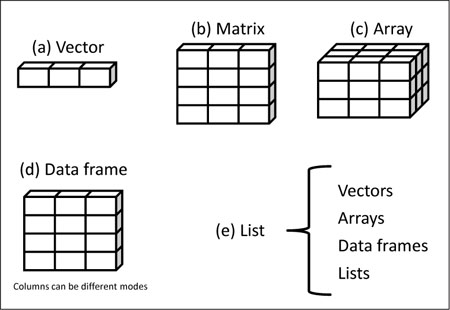 (a) Vector
(b) Matrix
(c) Array
(d) Data frame
Columns can be different modes
(e) List
Vectors
Arrays
Data frames
Lists